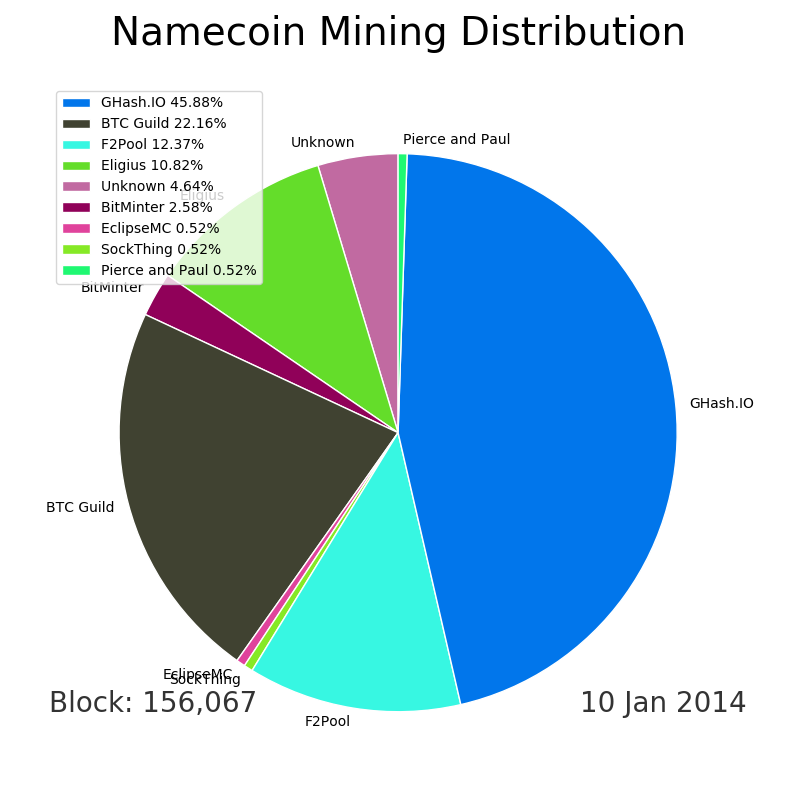 Namecoin Mining Distribution
GHash.IO 45.88%
BTC Guild 22.16%
F2Pool 12.37%
Eligius 10.82%
Unknown 4.64%
BitMinter 2.58%
EclipseMC 0.52%
SockThing 0.52%
Pierce and Paul 0.52%
Unknown
Pierce and Paul
Eligius
BitMinter
GHash.IO
BTC Guild
EclipseMC
SockThing
F2Pool
Block: 156,067
10 Jan 2014